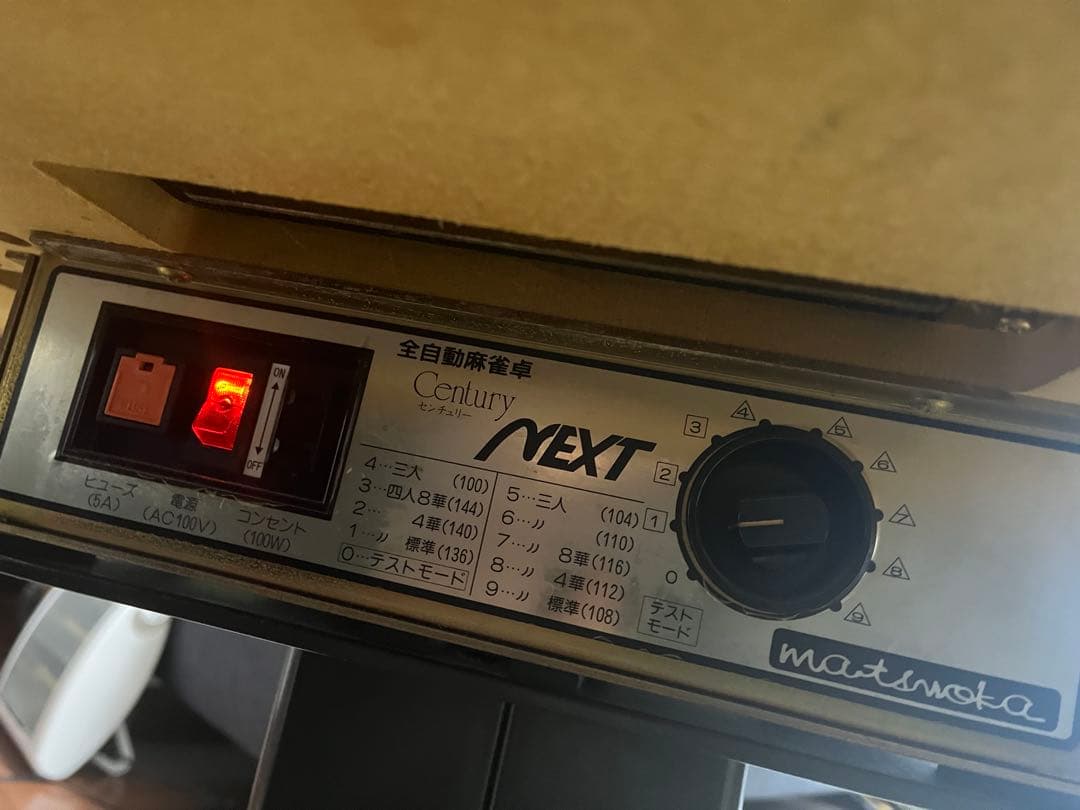 ON
OFF
ヒューズ
(5A)
電源
(AC100V)
コンセント
(100W)
全自動麻雀卓
Century
センチュリー
NEXT
4…三人 (100)
3…四人8華(144)
2… 4華(140)
1…〃 標準(136)
0…テストモード
5…三人 (104)
6…〃 (110)
7…〃 8華(116)
8…〃 4華(112)
9…〃 標準(108)
0
1
2
3
4
5
6
7
8
9
テスト
モード
matsuoka